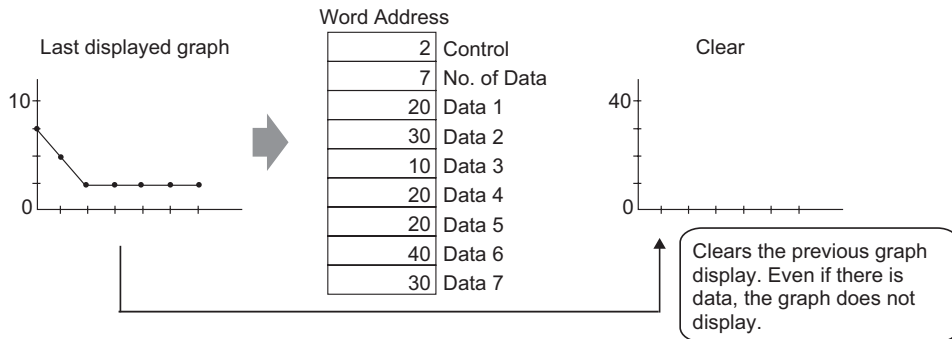 Word Address
Last displayed graph
10
0
2 Control
7 No. of Data
20 Data 1
30 Data 2
10 Data 3
20 Data 4
20 Data 5
40 Data 6
30 Data 7
Clear
40
0
Clears the previous graph
display. Even if there is
data, the graph does not
display.